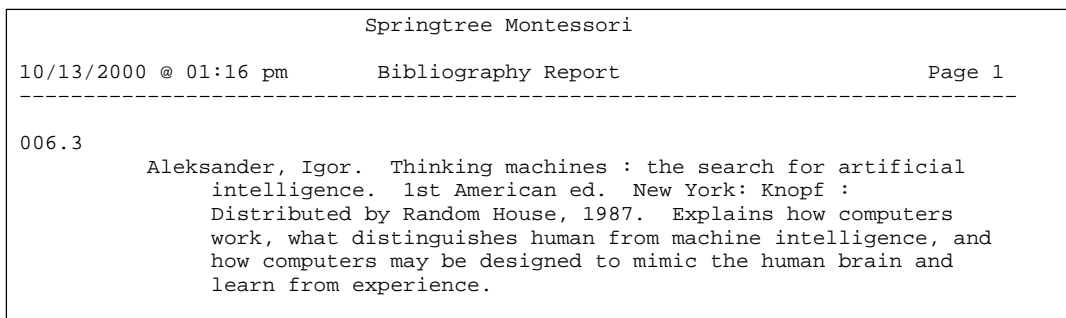 Springtree Montessori
10/13/2000 @ 01:16 pm Bibliography Report Page 1
------------------------------------------------------------------------------
006.3
Aleksander, Igor. Thinking machines : the search for artificial
intelligence. 1st American ed. New York: Knopf :
Distributed by Random House, 1987. Explains how computers
work, what distinguishes human from machine intelligence, and
how computers may be designed to mimic the human brain and
learn from experience.